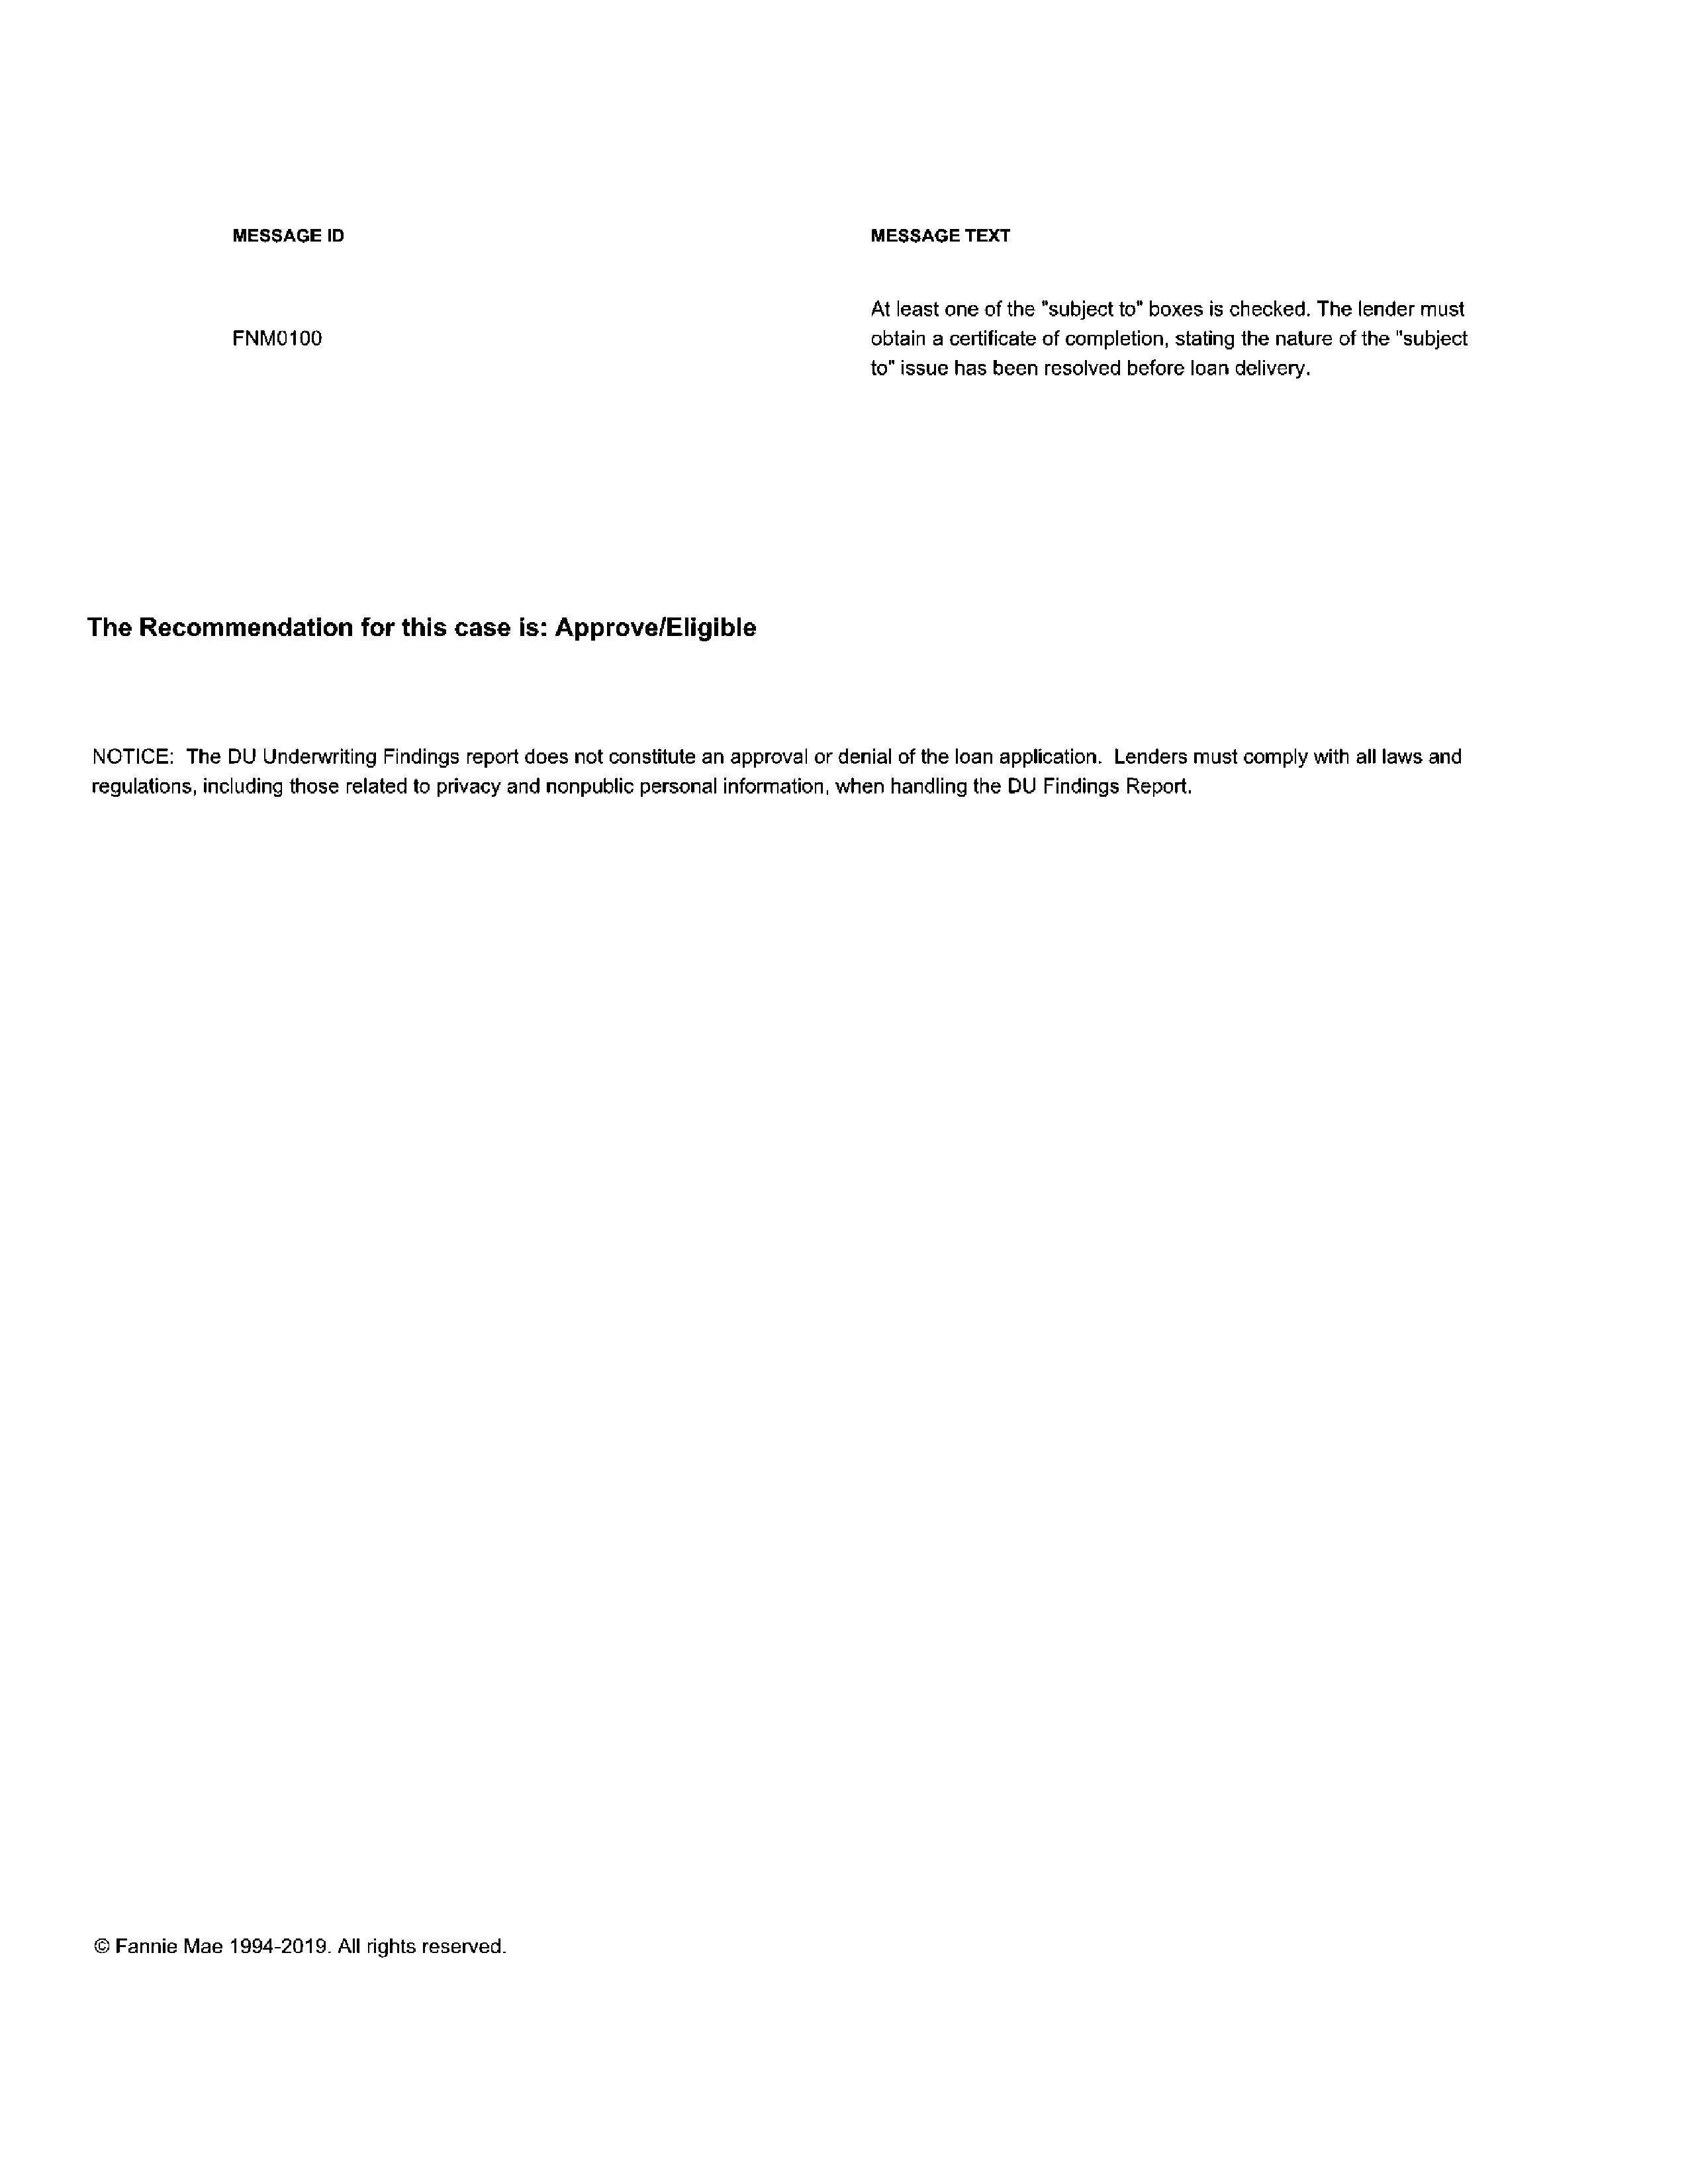 MESSAGE ID MESSAGE TEXT
At least one of the "subject to" boxes is checked. The lender must
FNM0100 obtain a certificate of completion, stating the nature of the "subject
to" issue has been resolved before loan delivery.
The Recommendation for this case is: Approve/Eligible
NOTICE: The DU Underwriting Findings report does not constitute an approval or denial of the loan application. Lenders must comply with all laws and
regulations, including those related to privacy and nonpublic personal information, when handling the DU Findings Report.
© Fannie Mae 1994-2019. All rights reserved.